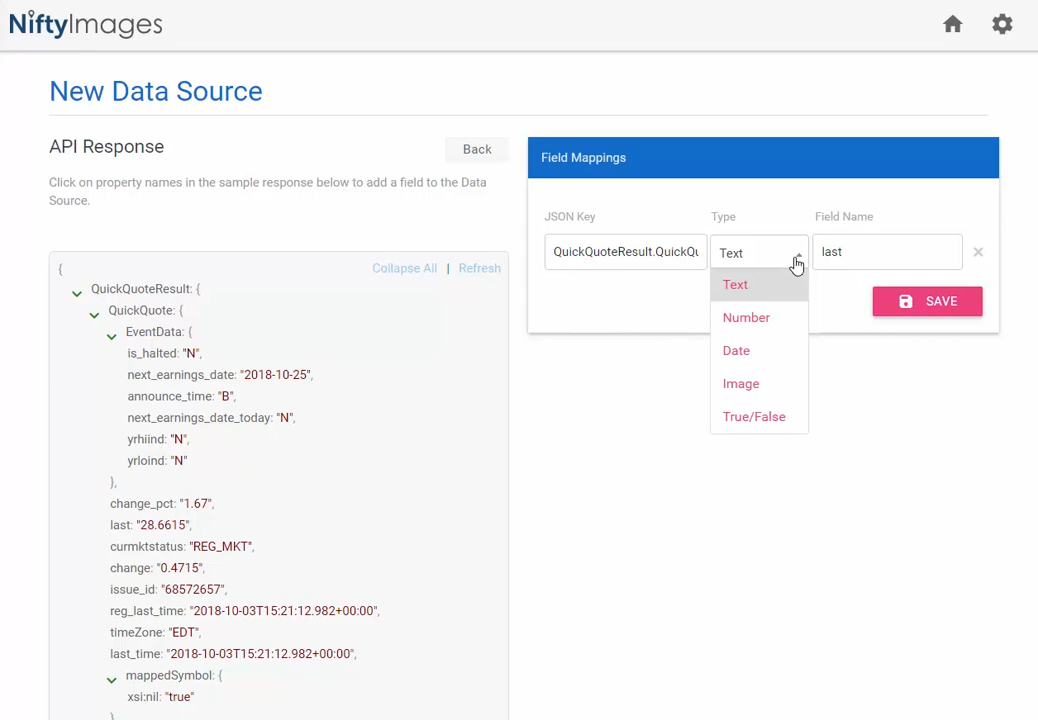 NiftyImages
New Data Source
API Response
Back
Click on property names in the sample response below to add a field to the Data
Source.
{
Collapse All | Refresh
QuickQuoteResult: {
QuickQuote: {
EventData: {
is_halted: "N",
next_earnings_date: "2018-10-25",
announce_time: "B",
next_earnings_date_today: "N",
yrhiind: "N",
yrloind: "N"
},
change_pct: "1.67",
last: "28.6615",
curmktstatus: "REG_MKT",
change: "0.4715",
issue_id: "68572657",
reg_last_time: "2018-10-03T15:21:12.982+00:00",
timeZone: "EDT",
last_time: "2018-10-03T15:21:12.982+00:00",
mappedSymbol: {
xsi:nil: "true"
}
Field Mappings
JSON Key Type Field Name
QuickQuoteResult.QuickQu Text last
Text
Number
Date
Image
True/False
SAVE